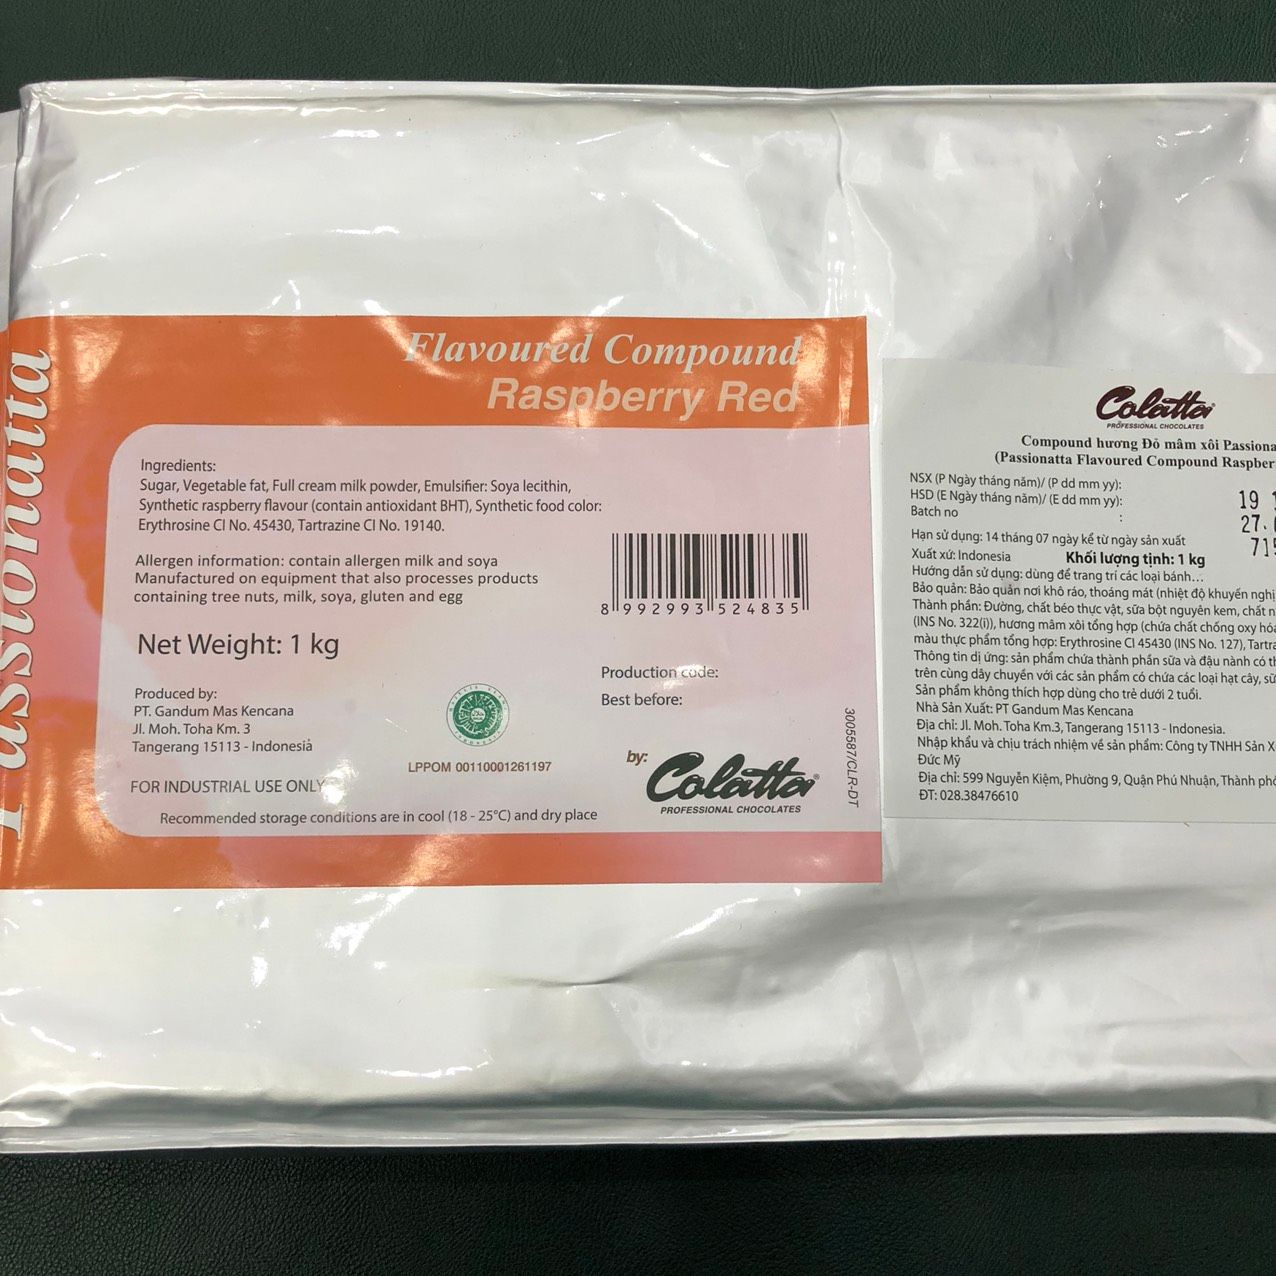 Passionatta
Flavoured Compound
Raspberry Red
Ingredients:
Sugar, Vegetable fat, Full cream milk powder, Emulsifier: Soya lecithin,
Synthetic raspberry flavour (contain antioxidant BHT), Synthetic food color:
Erythrosine CI No. 45430, Tartrazine CI No. 19140.
Allergen information: contain allergen milk and soya
Manufactured on equipment that also processes products
containing tree nuts, milk, soya, gluten and egg
8 992993 524835
Net Weight: 1 kg
Production code:
Best before:
Produced by:
PT. Gandum Mas Kencana
Jl. Moh. Toha Km. 3
Tangerang 15113 - Indonesia
LPPOM 00110001261197
FOR INDUSTRIAL USE ONLY
Recommended storage conditions are in cool (18 - 25°C) and dry place
by:
Colatta
PROFESSIONAL CHOCOLATES
3005587/CLR-DT
Colatta
PROFESSIONAL CHOCOLATES
Compound hương Đỏ mâm xôi Passiona
(Passionatta Flavoured Compound Raspber
NSX (P Ngày tháng năm)/ (P dd mm yy):
HSD (E Ngày tháng năm)/ (E dd mm yy): 19
Batch no : 27.
715
Hạn sử dụng: 14 tháng 07 ngày kể từ ngày sản xuất
Xuất xứ: Indonesia Khối lượng tịnh: 1 kg
Hướng dẫn sử dụng: dùng để trang trí các loại bánh...
Bảo quản: Bảo quản nơi khô ráo, thoáng mát (nhiệt độ khuyến nghị
Thành phần: Đường, chất béo thực vật, sữa bột nguyên kem, chất n
(INS No. 322(i)), hương mâm xôi tổng hợp (chứa chất chống oxy hóa
màu thực phẩm tổng hợp: Erythrosine CI 45430 (INS No. 127), Tartra
Thông tin dị ứng: sản phẩm chứa thành phần sữa và đậu nành có th
trên cùng dây chuyền với các sản phẩm có chứa các loại hạt cây, sữ
Sản phẩm không thích hợp dùng cho trẻ dưới 2 tuổi.
Nhà Sản Xuất: PT Gandum Mas Kencana
Địa chỉ: Jl. Moh. Toha Km.3, Tangerang 15113 - Indonesia.
Nhập khẩu và chịu trách nhiệm về sản phẩm: Công ty TNHH Sản X
Đức Mỹ
Địa chỉ: 599 Nguyễn Kiệm, Phường 9, Quận Phú Nhuận, Thành phố
ĐT: 028.38476610